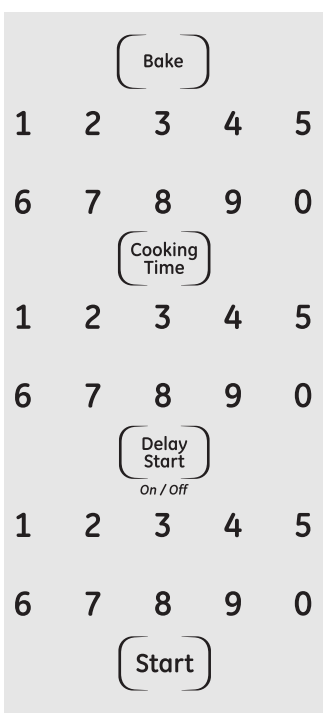 Bake
1 2 3 4 5
6 7 8 9 0
Cooking
Time
1 2 3 4 5
6 7 8 9 0
Delay
Start
On / Off
1 2 3 4 5
6 7 8 9 0
Start